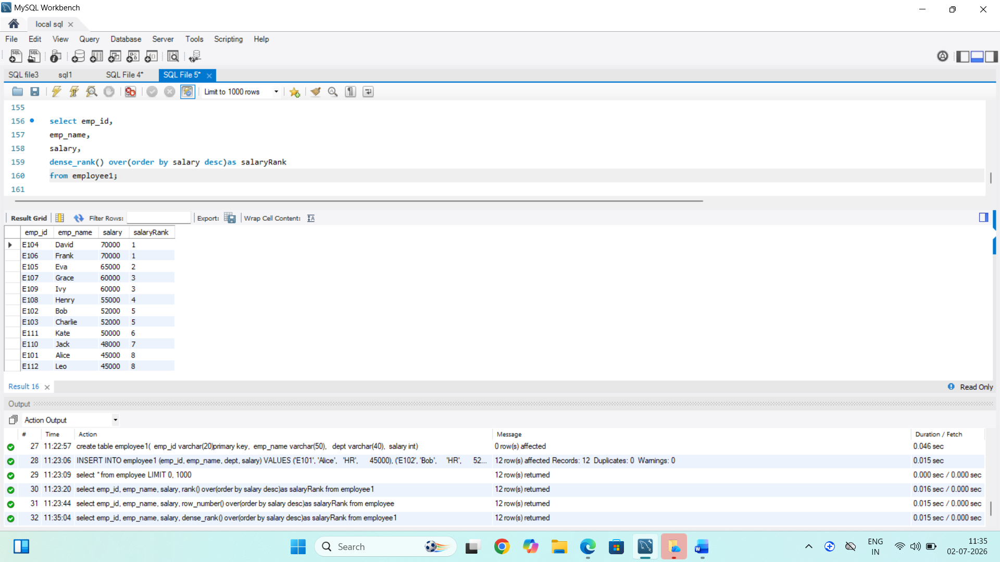 MySQL Workbench
local sql
File Edit View Query Database Server Tools Scripting Help
SQL file3 sql1 SQL File 4* SQL File 5*
Limit to 1000 rows
155
156 select emp_id,
157 emp_name,
158 salary,
159 dense_rank() over(order by salary desc)as salaryRank
160 from employee1;
161
Result Grid Filter Rows: Export: Wrap Cell Content:
emp_id emp_name salary salaryRank
E104 David 70000 1
E106 Frank 70000 1
E105 Eva 65000 2
E107 Grace 60000 3
E109 Ivy 60000 3
E108 Henry 55000 4
E102 Bob 52000 5
E103 Charlie 52000 5
E111 Kate 50000 6
E110 Jack 48000 7
E101 Alice 45000 8
E112 Leo 45000 8
Result 16 Read Only
Output
Action Output
# Time Action Message Duration / Fetch
27 11:22:57 create table employee1( emp_id varchar(20)primary key, emp_name varchar(50), dept varchar(40), salary int) 0 row(s) affected 0.046 sec
28 11:23:06 INSERT INTO employee1 (emp_id, emp_name, dept, salary) VALUES ('E101', 'Alice', 'HR', 45000), ('E102', 'Bob', 'HR', 52... 12 row(s) affected Records: 12 Duplicates: 0 Warnings: 0 0.015 sec
29 11:23:09 select * from employee LIMIT 0, 1000 12 row(s) returned 0.000 sec / 0.000 sec
30 11:23:20 select emp_id, emp_name, salary, rank() over(order by salary desc)as salaryRank from employee1 12 row(s) returned 0.016 sec / 0.000 sec
31 11:23:44 select emp_id, emp_name, salary, row_number() over(order by salary desc)as salaryRank from employee 12 row(s) returned 0.015 sec / 0.000 sec
32 11:35:04 select emp_id, emp_name, salary, dense_rank() over(order by salary desc)as salaryRank from employee1 12 row(s) returned 0.015 sec / 0.000 sec
Search
ENG
IN
11:35
02-07-2026